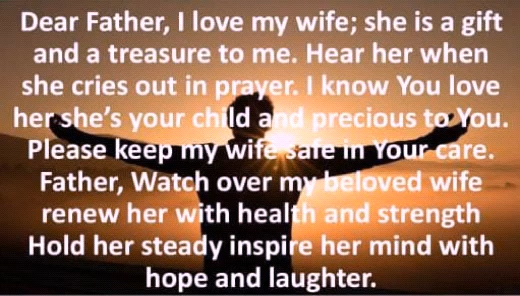 Dear Father, I love my wife; she is a gift
and a treasure to me. Hear her when
she cries out in prayer. I know You love
her she's your child and precious to You.
Please keep my wife safe in Your care.
Father, Watch over my beloved wife
renew her with health and strength
Hold her steady inspire her mind with
hope and laughter.